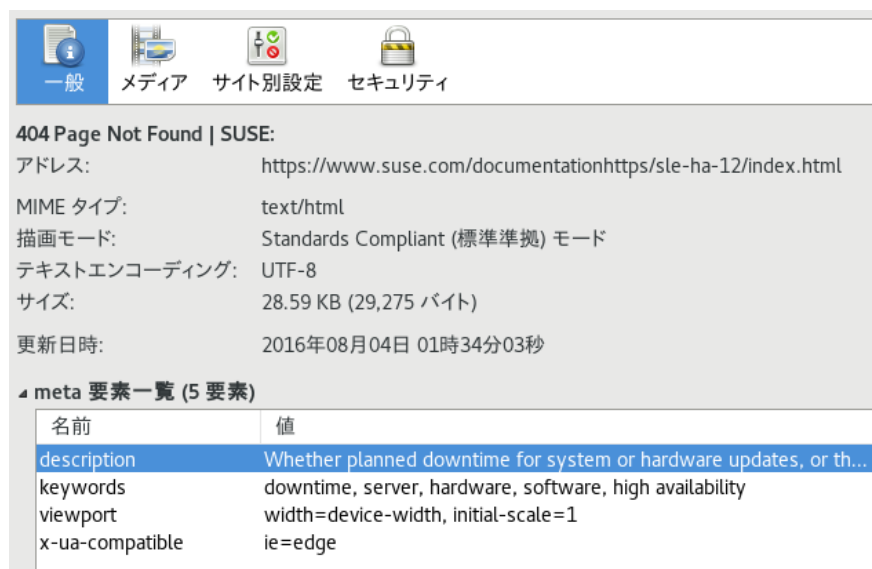 一般 メディア サイト別設定 セキュリティ
404 Page Not Found | SUSE:
アドレス: https://www.suse.com/documentationhttps/sle-ha-12/index.html
MIME タイプ: text/html
描画モード: Standards Compliant (標準準拠) モード
テキストエンコーディング: UTF-8
サイズ: 28.59 KB (29,275 バイト)
更新日時: 2016年08月04日 01時34分03秒
meta 要素一覧 (5 要素)
名前 値
description Whether planned downtime for system or hardware updates, or th...
keywords downtime, server, hardware, software, high availability
viewport width=device-width, initial-scale=1
x-ua-compatible ie=edge